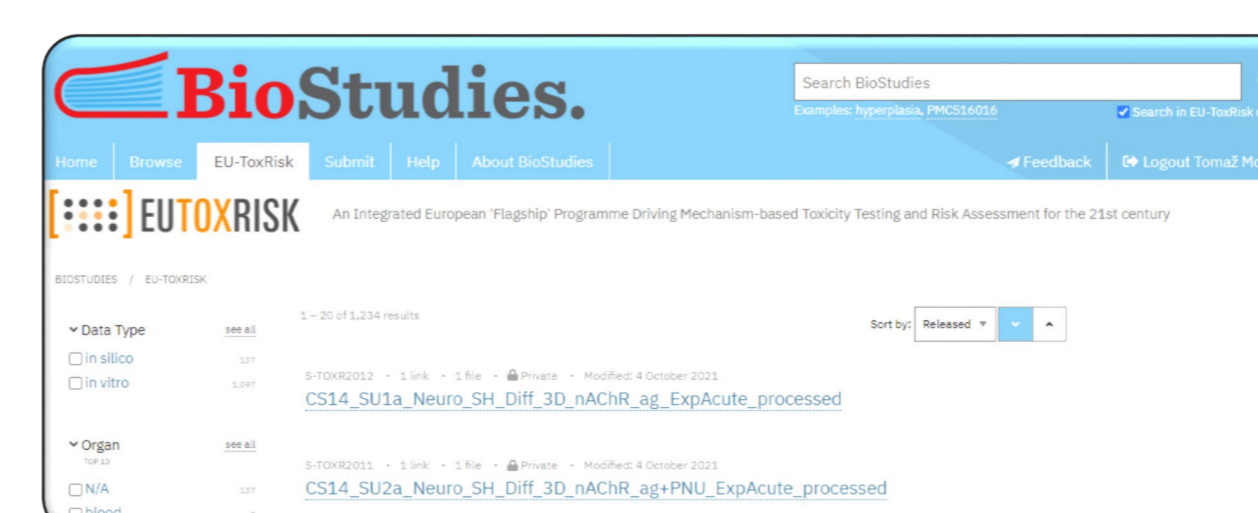 BioStudies.
Search BioStudies
Examples: hyperplasia, PMC516016
Search in EU-ToxRisk
Home Browse EU-ToxRisk Submit Help About BioStudies Feedback Logout Tomaž Mo
[::::] EUTOXRISK
An Integrated European 'Flagship' Programme Driving Mechanism-based Toxicity Testing and Risk Assessment for the 21st century
BIOSTUDIES / EU-TOXRISK
1 – 20 of 1,234 results
Sort by: Released
Data Type see all
in silico 137
in vitro 1,097
S-TOXR2012 · 1 link · 1 file · Private · Modified: 4 October 2021
CS14_SU1a_Neuro_SH_Diff_3D_nAChR_ag_ExpAcute_processed
Organ see all
TOP 10
S-TOXR2011 · 1 link · 1 file · Private · Modified: 4 October 2021
CS14_SU2a_Neuro_SH_Diff_3D_nAChR_ag+PNU_ExpAcute_processed
N/A 137
blood